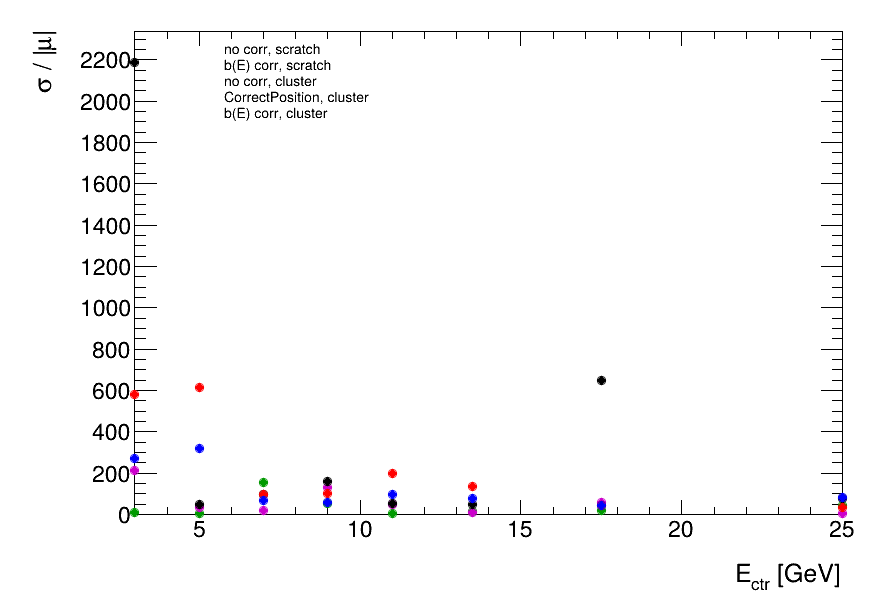 σ / |μ|
2200
2000
1800
1600
1400
1200
1000
800
600
400
200
0
no corr, scratch
b(E) corr, scratch
no corr, cluster
CorrectPosition, cluster
b(E) corr, cluster
5 10 15 20 25
E_ctr [GeV]